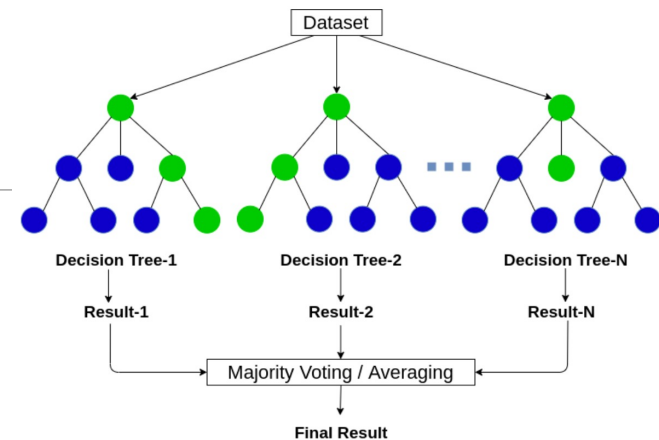 Dataset
Decision Tree-1
Decision Tree-2
Decision Tree-N
Result-1
Result-2
Result-N
Majority Voting / Averaging
Final Result